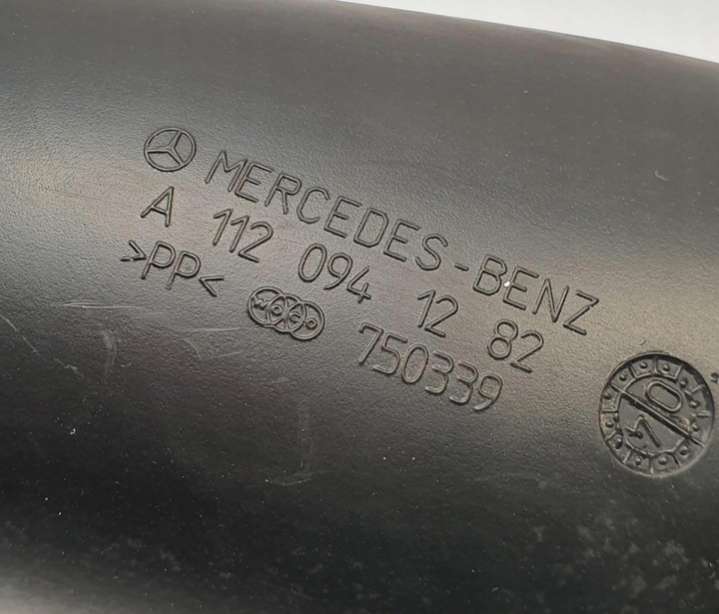 MERCEDES-BENZ
A 112 094 12 82
>PP< 750339